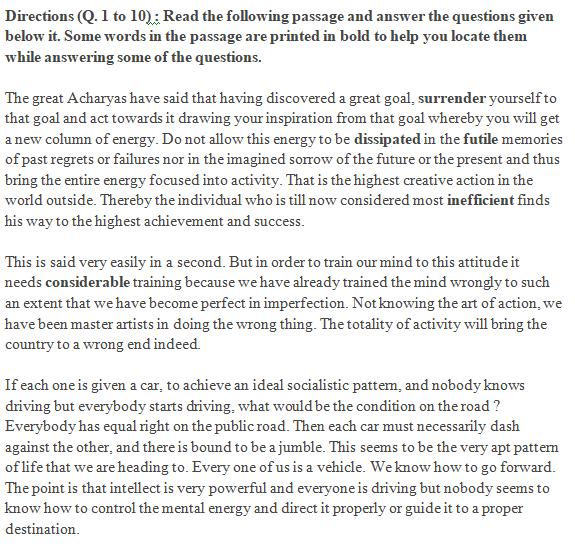 Directions (Q. 1 to 10) : Read the following passage and answer the questions given
below it. Some words in the passage are printed in bold to help you locate them
while answering some of the questions.
The great Acharyas have said that having discovered a great goal, surrender yourself to
that goal and act towards it drawing your inspiration from that goal whereby you will get
a new column of energy. Do not allow this energy to be dissipated in the futile memories
of past regrets or failures nor in the imagined sorrow of the future or the present and thus
bring the entire energy focused into activity. That is the highest creative action in the
world outside. Thereby the individual who is till now considered most inefficient finds
his way to the highest achievement and success.
This is said very easily in a second. But in order to train our mind to this attitude it
needs considerable training because we have already trained the mind wrongly to such
an extent that we have become perfect in imperfection. Not knowing the art of action, we
have been master artists in doing the wrong thing. The totality of activity will bring the
country to a wrong end indeed.
If each one is given a car, to achieve an ideal socialistic pattern, and nobody knows
driving but everybody starts driving, what would be the condition on the road ?
Everybody has equal right on the public road. Then each car must necessarily dash
against the other, and there is bound to be a jumble. This seems to be the very apt pattern
of life that we are heading to. Every one of us is a vehicle. We know how to go forward.
The point is that intellect is very powerful and everyone is driving but nobody seems to
know how to control the mental energy and direct it properly or guide it to a proper
destination.